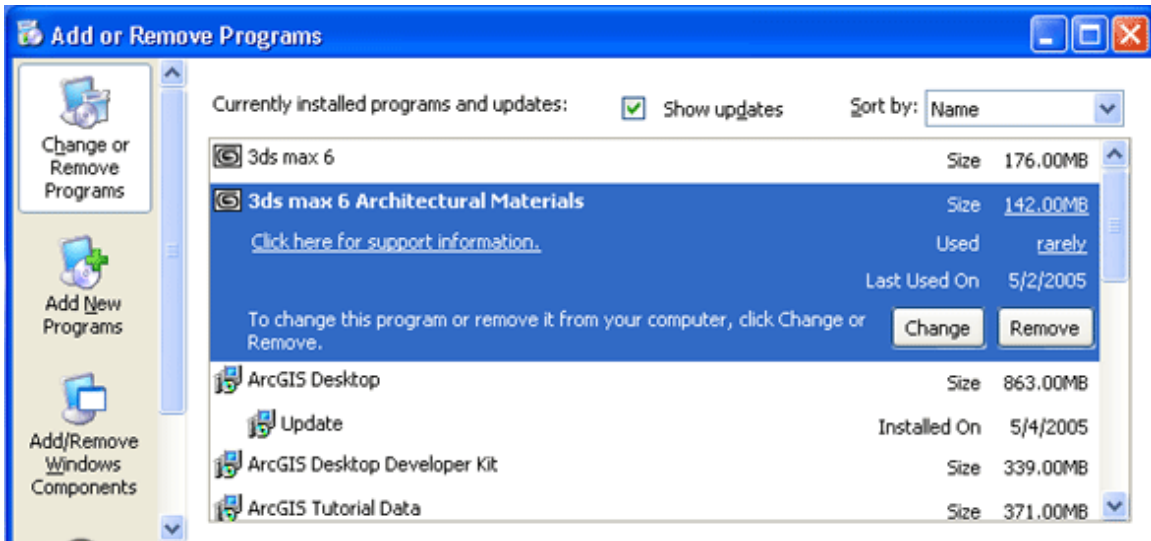 Add or Remove Programs
Change or
Remove
Programs
Add New
Programs
Add/Remove
Windows
Components
Currently installed programs and updates:
Show updates
Sort by: Name
3ds max 6 Size 176.00MB
3ds max 6 Architectural Materials Size 142.00MB
Click here for support information. Used rarely
Last Used On 5/2/2005
To change this program or remove it from your computer, click Change or
Remove.
Change Remove
ArcGIS Desktop Size 863.00MB
Update Installed On 5/4/2005
ArcGIS Desktop Developer Kit Size 339.00MB
ArcGIS Tutorial Data Size 371.00MB